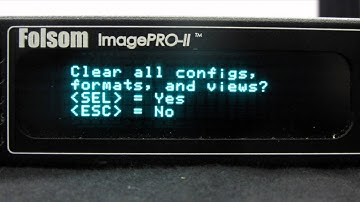 Folsom ImagePRO-II™
Clear all configs,
formats, and views?
<SEL> = Yes
<ESC> = No